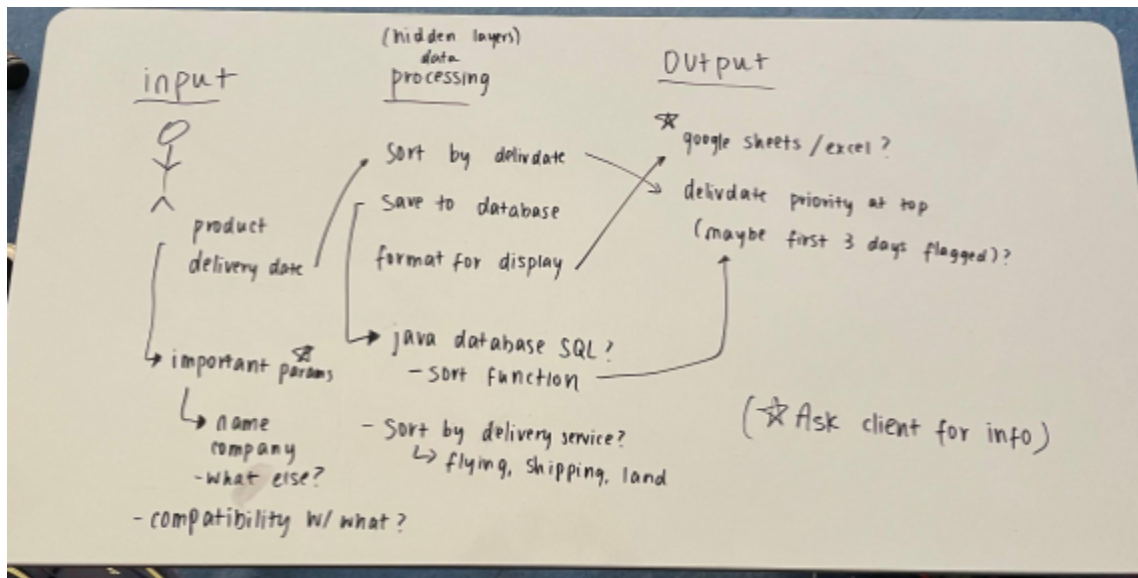 input
product
delivery date
important params
name
company
- what else?
- compatibility w/ what?
(hidden layers)
data
processing
sort by delivdate
save to database
format for display
java database SQL?
- sort function
- sort by delivery service?
flying, shipping, land
Output
google sheets / excel?
delivdate priority at top
(maybe first 3 days flagged)?
(☆ Ask client for info)